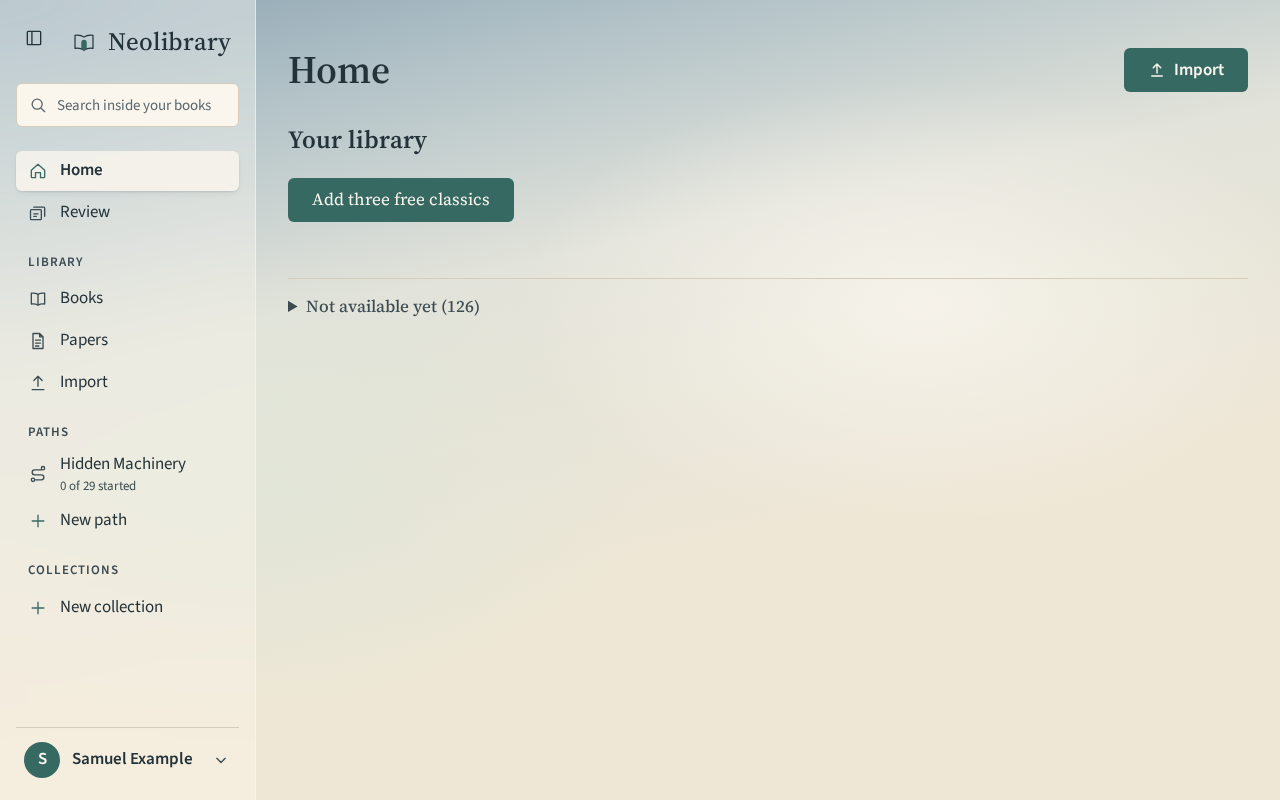 Neolibrary
Search inside your books
Home
Review
LIBRARY
Books
Papers
Import
PATHS
Hidden Machinery
0 of 29 started
New path
COLLECTIONS
New collection
S
Samuel Example
Home
Import
Your library
Add three free classics
Not available yet (126)